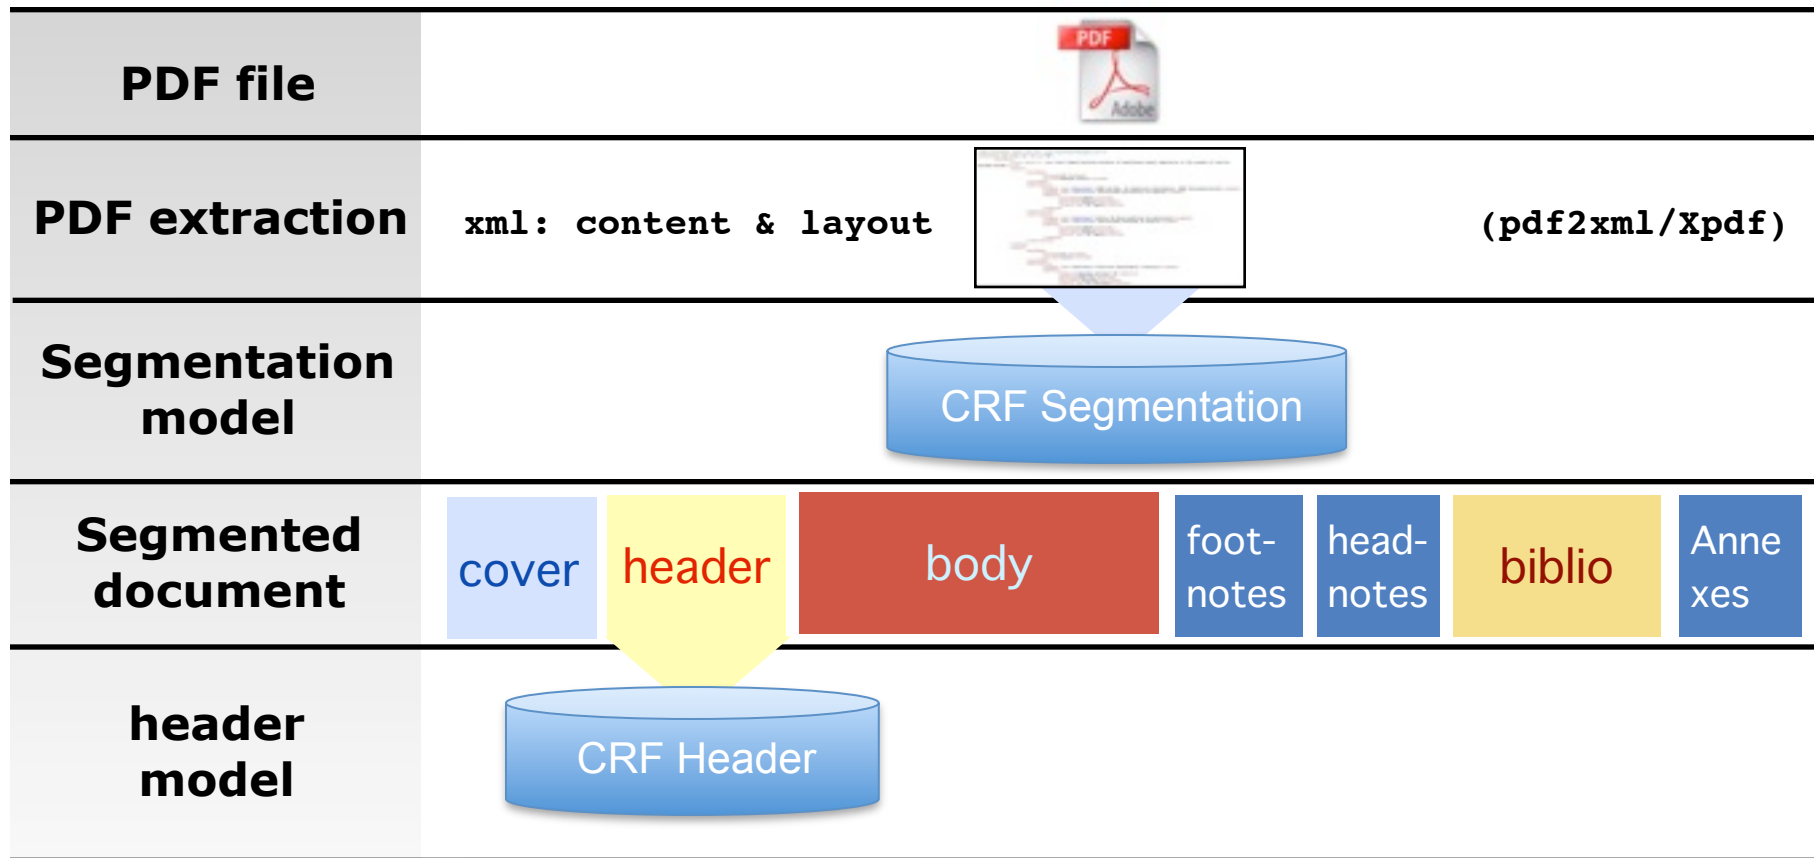 PDF file
PDF
Adobe
PDF extraction
xml: content & layout
(pdf2xml/Xpdf)
Segmentation
model
CRF Segmentation
Segmented
document
cover
header
body
foot-
notes
head-
notes
biblio
Anne
xes
header
model
CRF Header